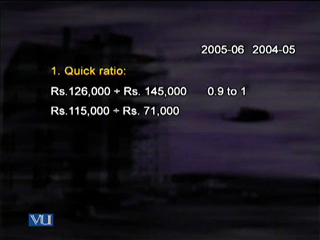 2005-06 2004-05
1. Quick ratio:
Rs.126,000 ÷ Rs. 145,000 0.9 to 1
Rs.115,000 ÷ Rs. 71,000
VU